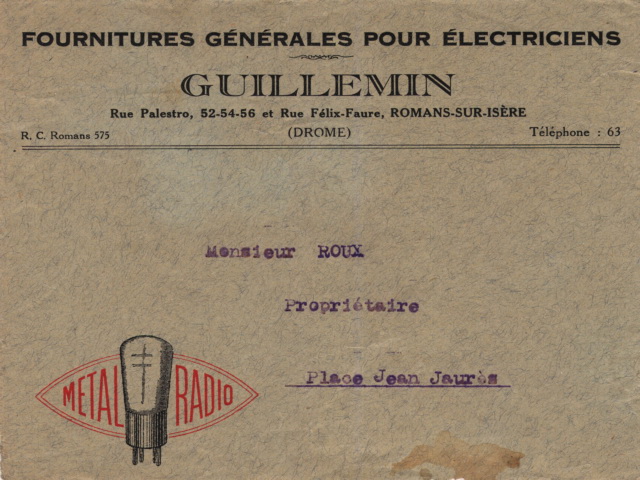 FOURNITURES GÉNÉRALES POUR ÉLECTRICIENS
GUILLEMIN
Rue Palestro, 52-54-56 et Rue Félix-Faure, ROMANS-SUR-ISÈRE
R. C. Romans 575 (DROME) Téléphone : 63
Monsieur ROUX
Propriétaire
Place Jean Jaurès
METAL RADIO